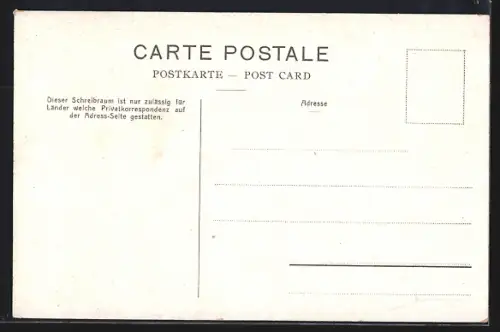 CARTE POSTALE
POSTKARTE — POST CARD
Dieser Schreibraum ist nur zulässig für
Länder welche Privatkorrespondenz auf
der Adress-Seite gestatten.
Adresse